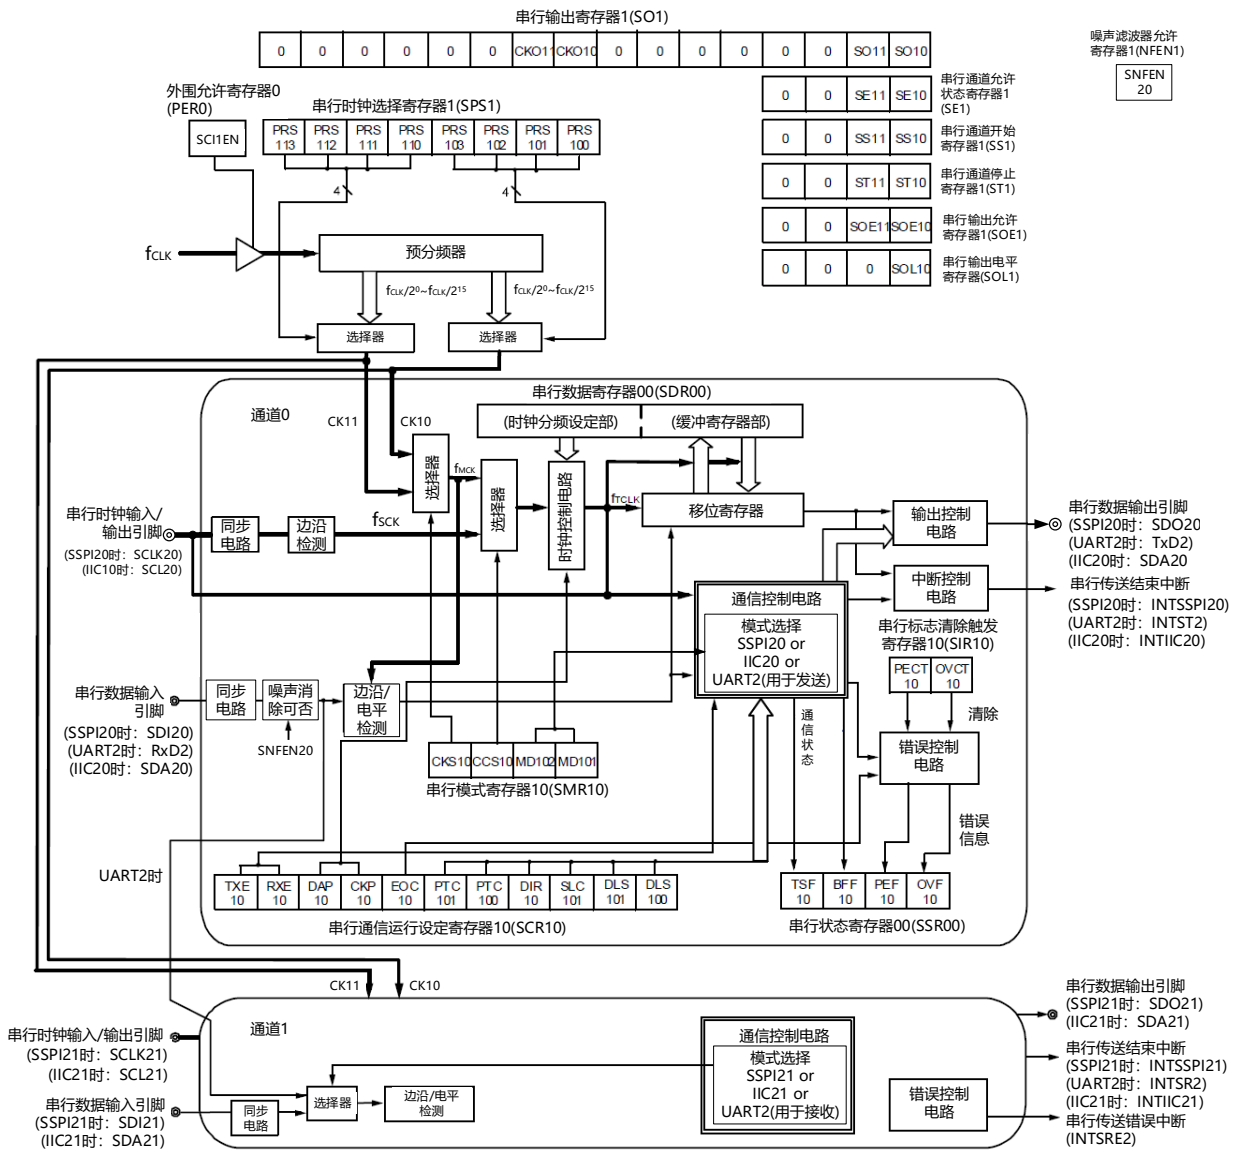 串行输出寄存器1(SO1)
0 0 0 0 0 0 CKO11 CKO10 0 0 0 0 0 0 SO11 SO10
噪声滤波器允许
寄存器1(NFEN1)
SNFEN
20
外围允许寄存器0
(PER0)
SCI1EN
串行时钟选择寄存器1(SPS1)
PRS PRS PRS PRS PRS PRS PRS PRS
113 112 111 110 103 102 101 100
4 4
0 0 SE11 SE10
串行通道允许
状态寄存器1
(SE1)
0 0 SS11 SS10
串行通道开始
寄存器1(SS1)
0 0 ST11 ST10
串行通道停止
寄存器1(ST1)
0 0 SOE11 SOE10
串行输出允许
寄存器1(SOE1)
0 0 0 SOL10
串行输出电平
寄存器(SOL1)
fCLK
预分频器
fCLK/2⁰~fCLK/2¹⁵ fCLK/2⁰~fCLK/2¹⁵
选择器 选择器
通道0
CK11 CK10
串行数据寄存器00(SDR00)
(时钟分频设定部) (缓冲寄存器部)
选择器
fMCK
选择器
时钟控制电路
fTCLK
移位寄存器
串行时钟输入/
输出引脚
(SSPI20时：SCLK20)
(IIC10时：SCL20)
同步
电路
边沿
检测
fSCK
输出控制
电路
串行数据输出引脚
(SSPI20时：SDO20
(UART2时：TxD2)
(IIC20时：SDA20
中断控制
电路
串行传送结束中断
(SSPI20时：INTSSPI20)
(UART2时：INTST2)
(IIC20时：INTIIC20)
通信控制电路
模式选择
SSPI20 or
IIC20 or
UART2(用于发送)
串行标志清除触发
寄存器10(SIR10)
PECT OVCT
10 10
清除
串行数据输入
引脚
(SSPI20时：SDI20)
(UART2时：RxD2)
(IIC20时：SDA20)
同步
电路
噪声消
除可否
SNFEN20
边沿/
电平
检测
通信状态
错误控制
电路
CKS10 CCS10 MD102 MD101
串行模式寄存器10(SMR10)
错误
信息
UART2时
TXE RXE DAP CKP EOC PTC PTC DIR SLC DLS DLS
10 10 10 10 10 101 100 10 101 101 100
串行通信运行设定寄存器10(SCR10)
TSF BFF PEF OVF
10 10 10 10
串行状态寄存器00(SSR00)
CK11 CK10
通道1
串行时钟输入/输出引脚
(SSPI21时：SCLK21)
(IIC21时：SCL21)
串行数据输入引脚
(SSPI21时：SDI21)
(IIC21时：SDA21)
同步
电路
选择器
边沿/电平
检测
通信控制电路
模式选择
SSPI21 or
IIC21 or
UART2(用于接收)
错误控制
电路
串行数据输出引脚
(SSPI21时：SDO21)
(IIC21时：SDA21)
串行传送结束中断
(SSPI21时：INTSSPI21)
(UART2时：INTSR2)
(IIC21时：INTIIC21)
串行传送错误中断
(INTSRE2)